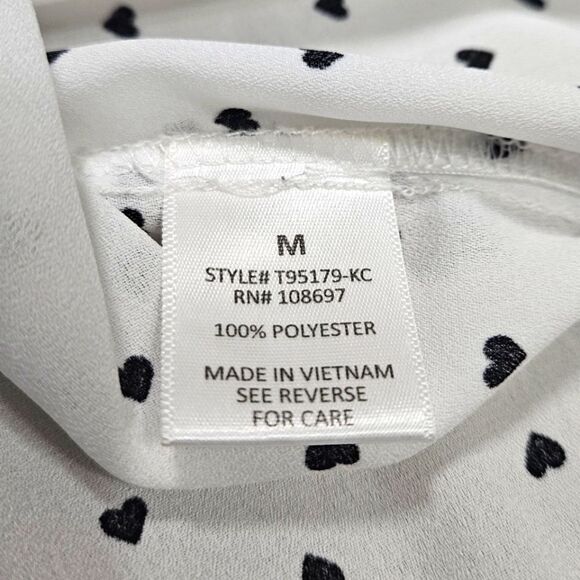 M
STYLE# T95179-KC
RN# 108697
100% POLYESTER
MADE IN VIETNAM
SEE REVERSE
FOR CARE